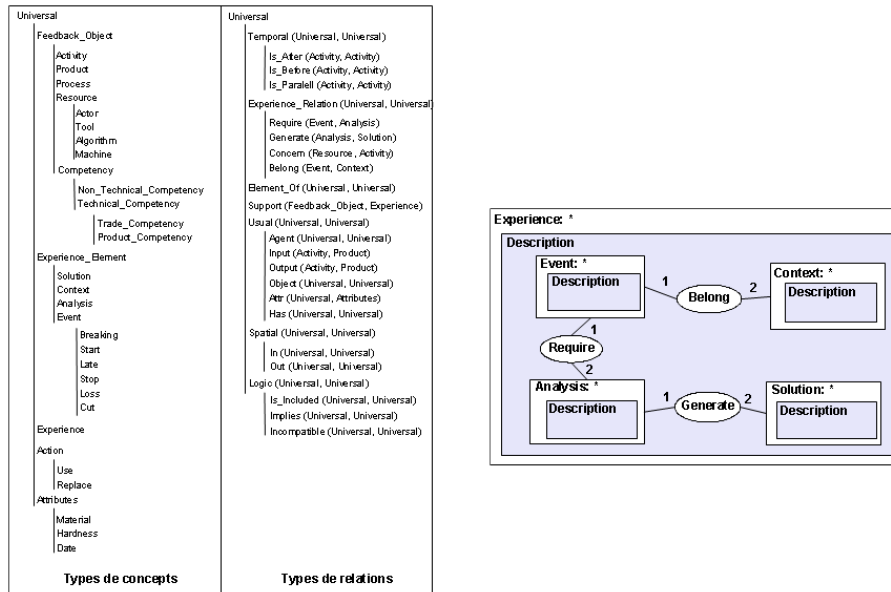 Universal
Feedback_Object
Activity
Product
Process
Resource
Actor
Tool
Algorithm
Machine
Competency
Non_Technical_Competency
Technical_Competency
Trade_Competency
Product_Competency
Experience_Element
Solution
Context
Analysis
Event
Breaking
Start
Late
Stop
Loss
Cut
Experience
Action
Use
Replace
Attributes
Material
Hardness
Date
Types de concepts
Universal
Temporal (Universal, Universal)
Is_After (Activity, Activity)
Is_Before (Activity, Activity)
Is_Paralell (Activity, Activity)
Experience_Relation (Universal, Universal)
Require (Event, Analysis)
Generate (Analysis, Solution)
Concern (Resource, Activity)
Belong (Event, Context)
Element_Of (Universal, Universal)
Support (Feedback_Object, Experience)
Usual (Universal, Universal)
Agent (Universal, Universal)
Input (Activity, Product)
Output (Activity, Product)
Object (Universal, Universal)
Attr (Universal, Attributes)
Has (Universal, Universal)
Spatial (Universal, Universal)
In (Universal, Universal)
Out (Universal, Universal)
Logic (Universal, Universal)
Is_Included (Universal, Universal)
Implies (Universal, Universal)
Incompatible (Universal, Universal)
Types de relations
Experience: *
Description
Event: *
Description
1
Belong
2
Context: *
Description
1
Require
2
Analysis: *
Description
1
Generate
2
Solution: *
Description